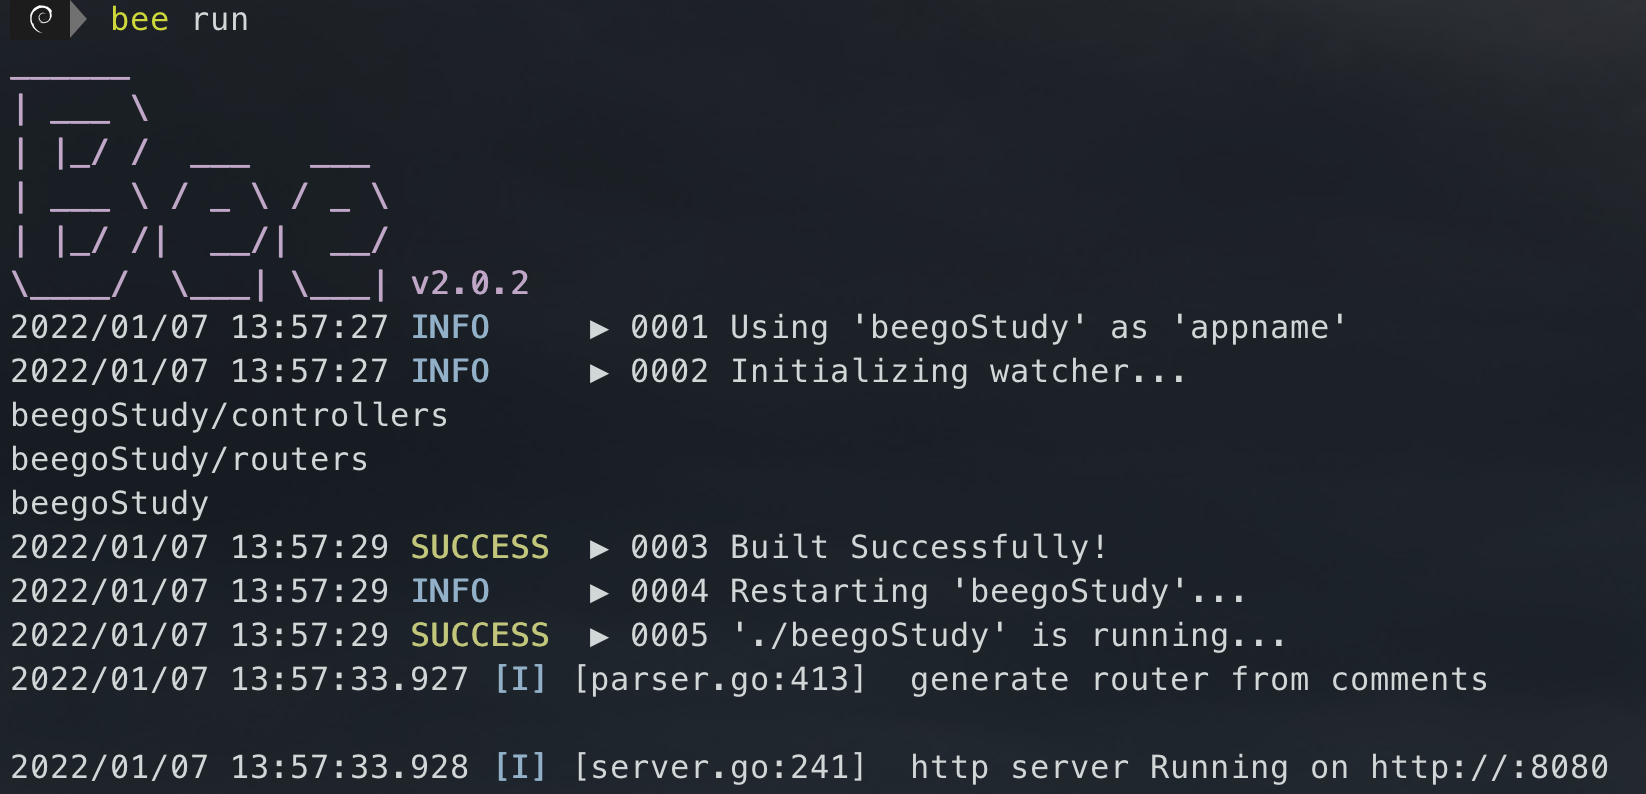 bee run
______
| ___ \
| |_/ /  ___   ___
| ___ \ / _ \ / _ \
| |_/ /|  __/|  __/
\____/  \___| \___| v2.0.2
2022/01/07 13:57:27 INFO     ▶ 0001 Using 'beegoStudy' as 'appname'
2022/01/07 13:57:27 INFO     ▶ 0002 Initializing watcher...
beegoStudy/controllers
beegoStudy/routers
beegoStudy
2022/01/07 13:57:29 SUCCESS  ▶ 0003 Built Successfully!
2022/01/07 13:57:29 INFO     ▶ 0004 Restarting 'beegoStudy'...
2022/01/07 13:57:29 SUCCESS  ▶ 0005 './beegoStudy' is running...
2022/01/07 13:57:33.927 [I] [parser.go:413]  generate router from comments
2022/01/07 13:57:33.928 [I] [server.go:241]  http server Running on http://:8080